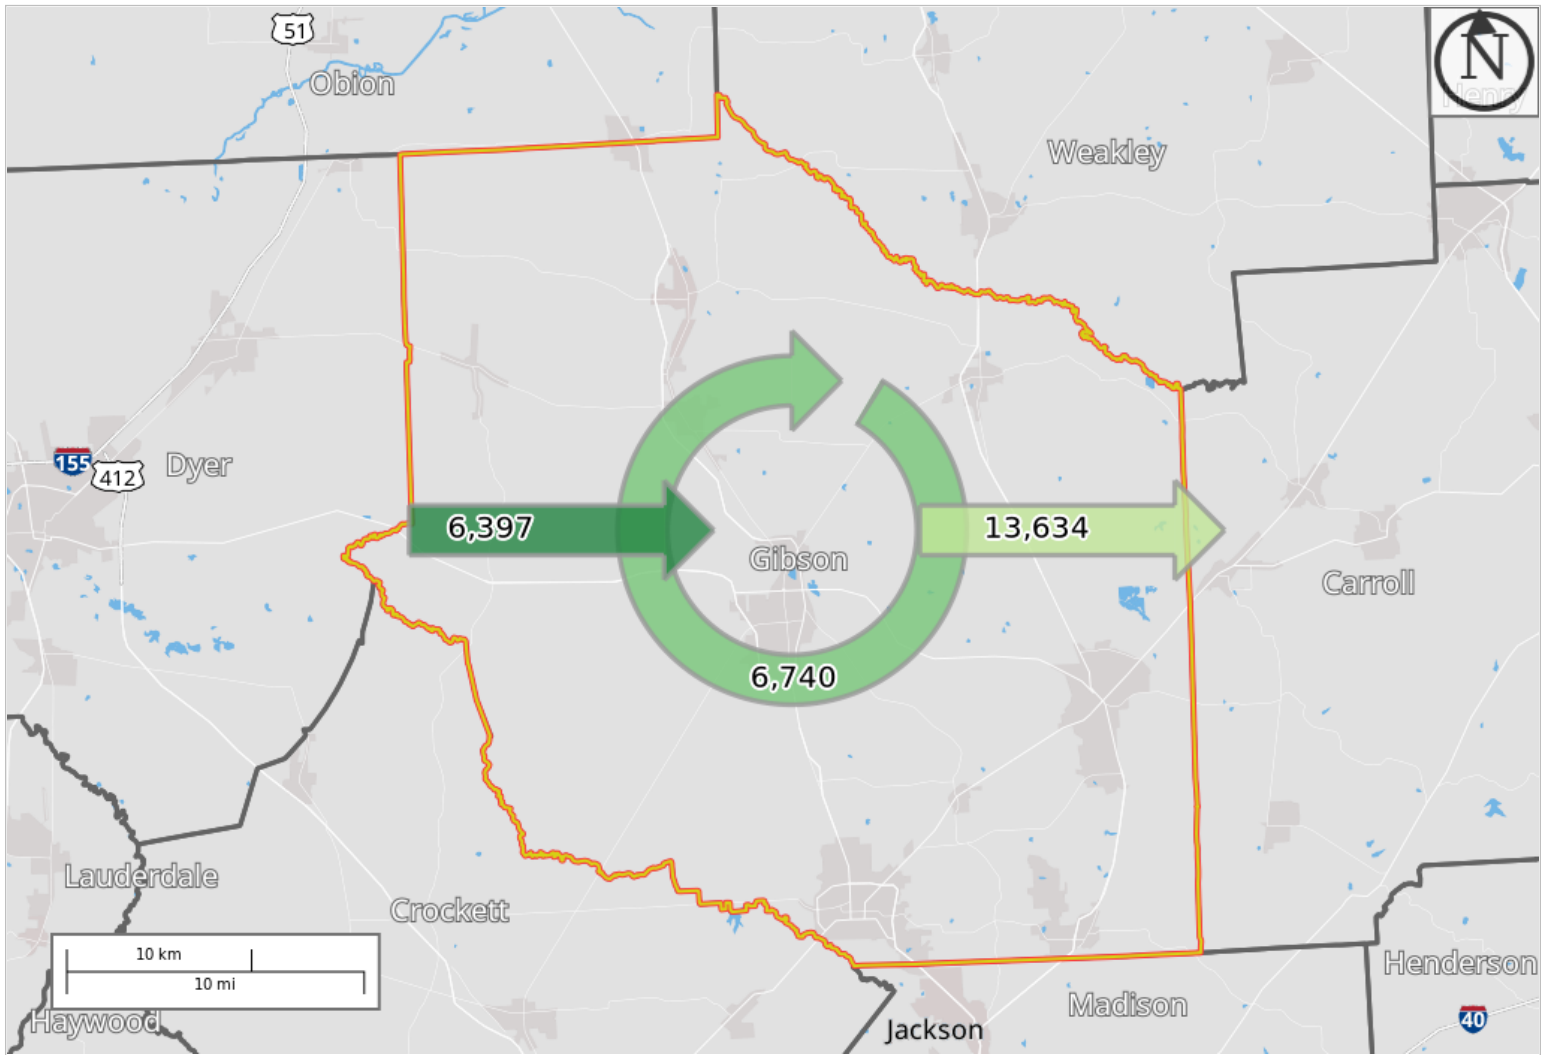 51
Obion
N
Henry
Weakley
155
412
Dyer
6,397
13,634
Gibson
Carroll
6,740
Lauderdale
Crockett
10 km
10 mi
Henderson
Madison
Haywood
Jackson
40